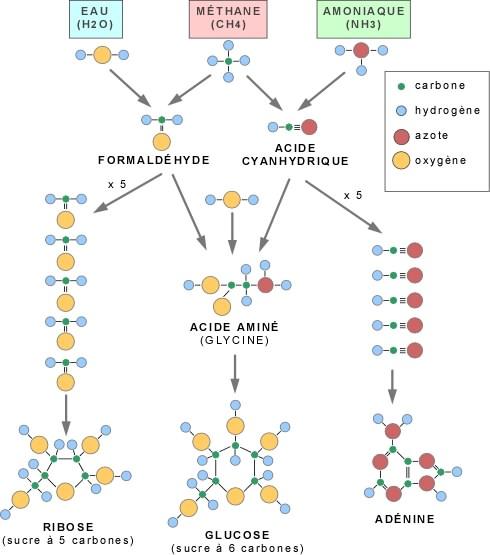 EAU
(H2O)
MÉTHANE
(CH4)
AMONIAQUE
(NH3)
carbone
hydrogène
azote
oxygène
FORMALDÉHYDE
ACIDE
CYANHYDRIQUE
x 5
x 5
ACIDE AMINÉ
(GLYCINE)
RIBOSE
(sucre à 5 carbones)
GLUCOSE
(sucre à 6 carbones)
ADÉNINE